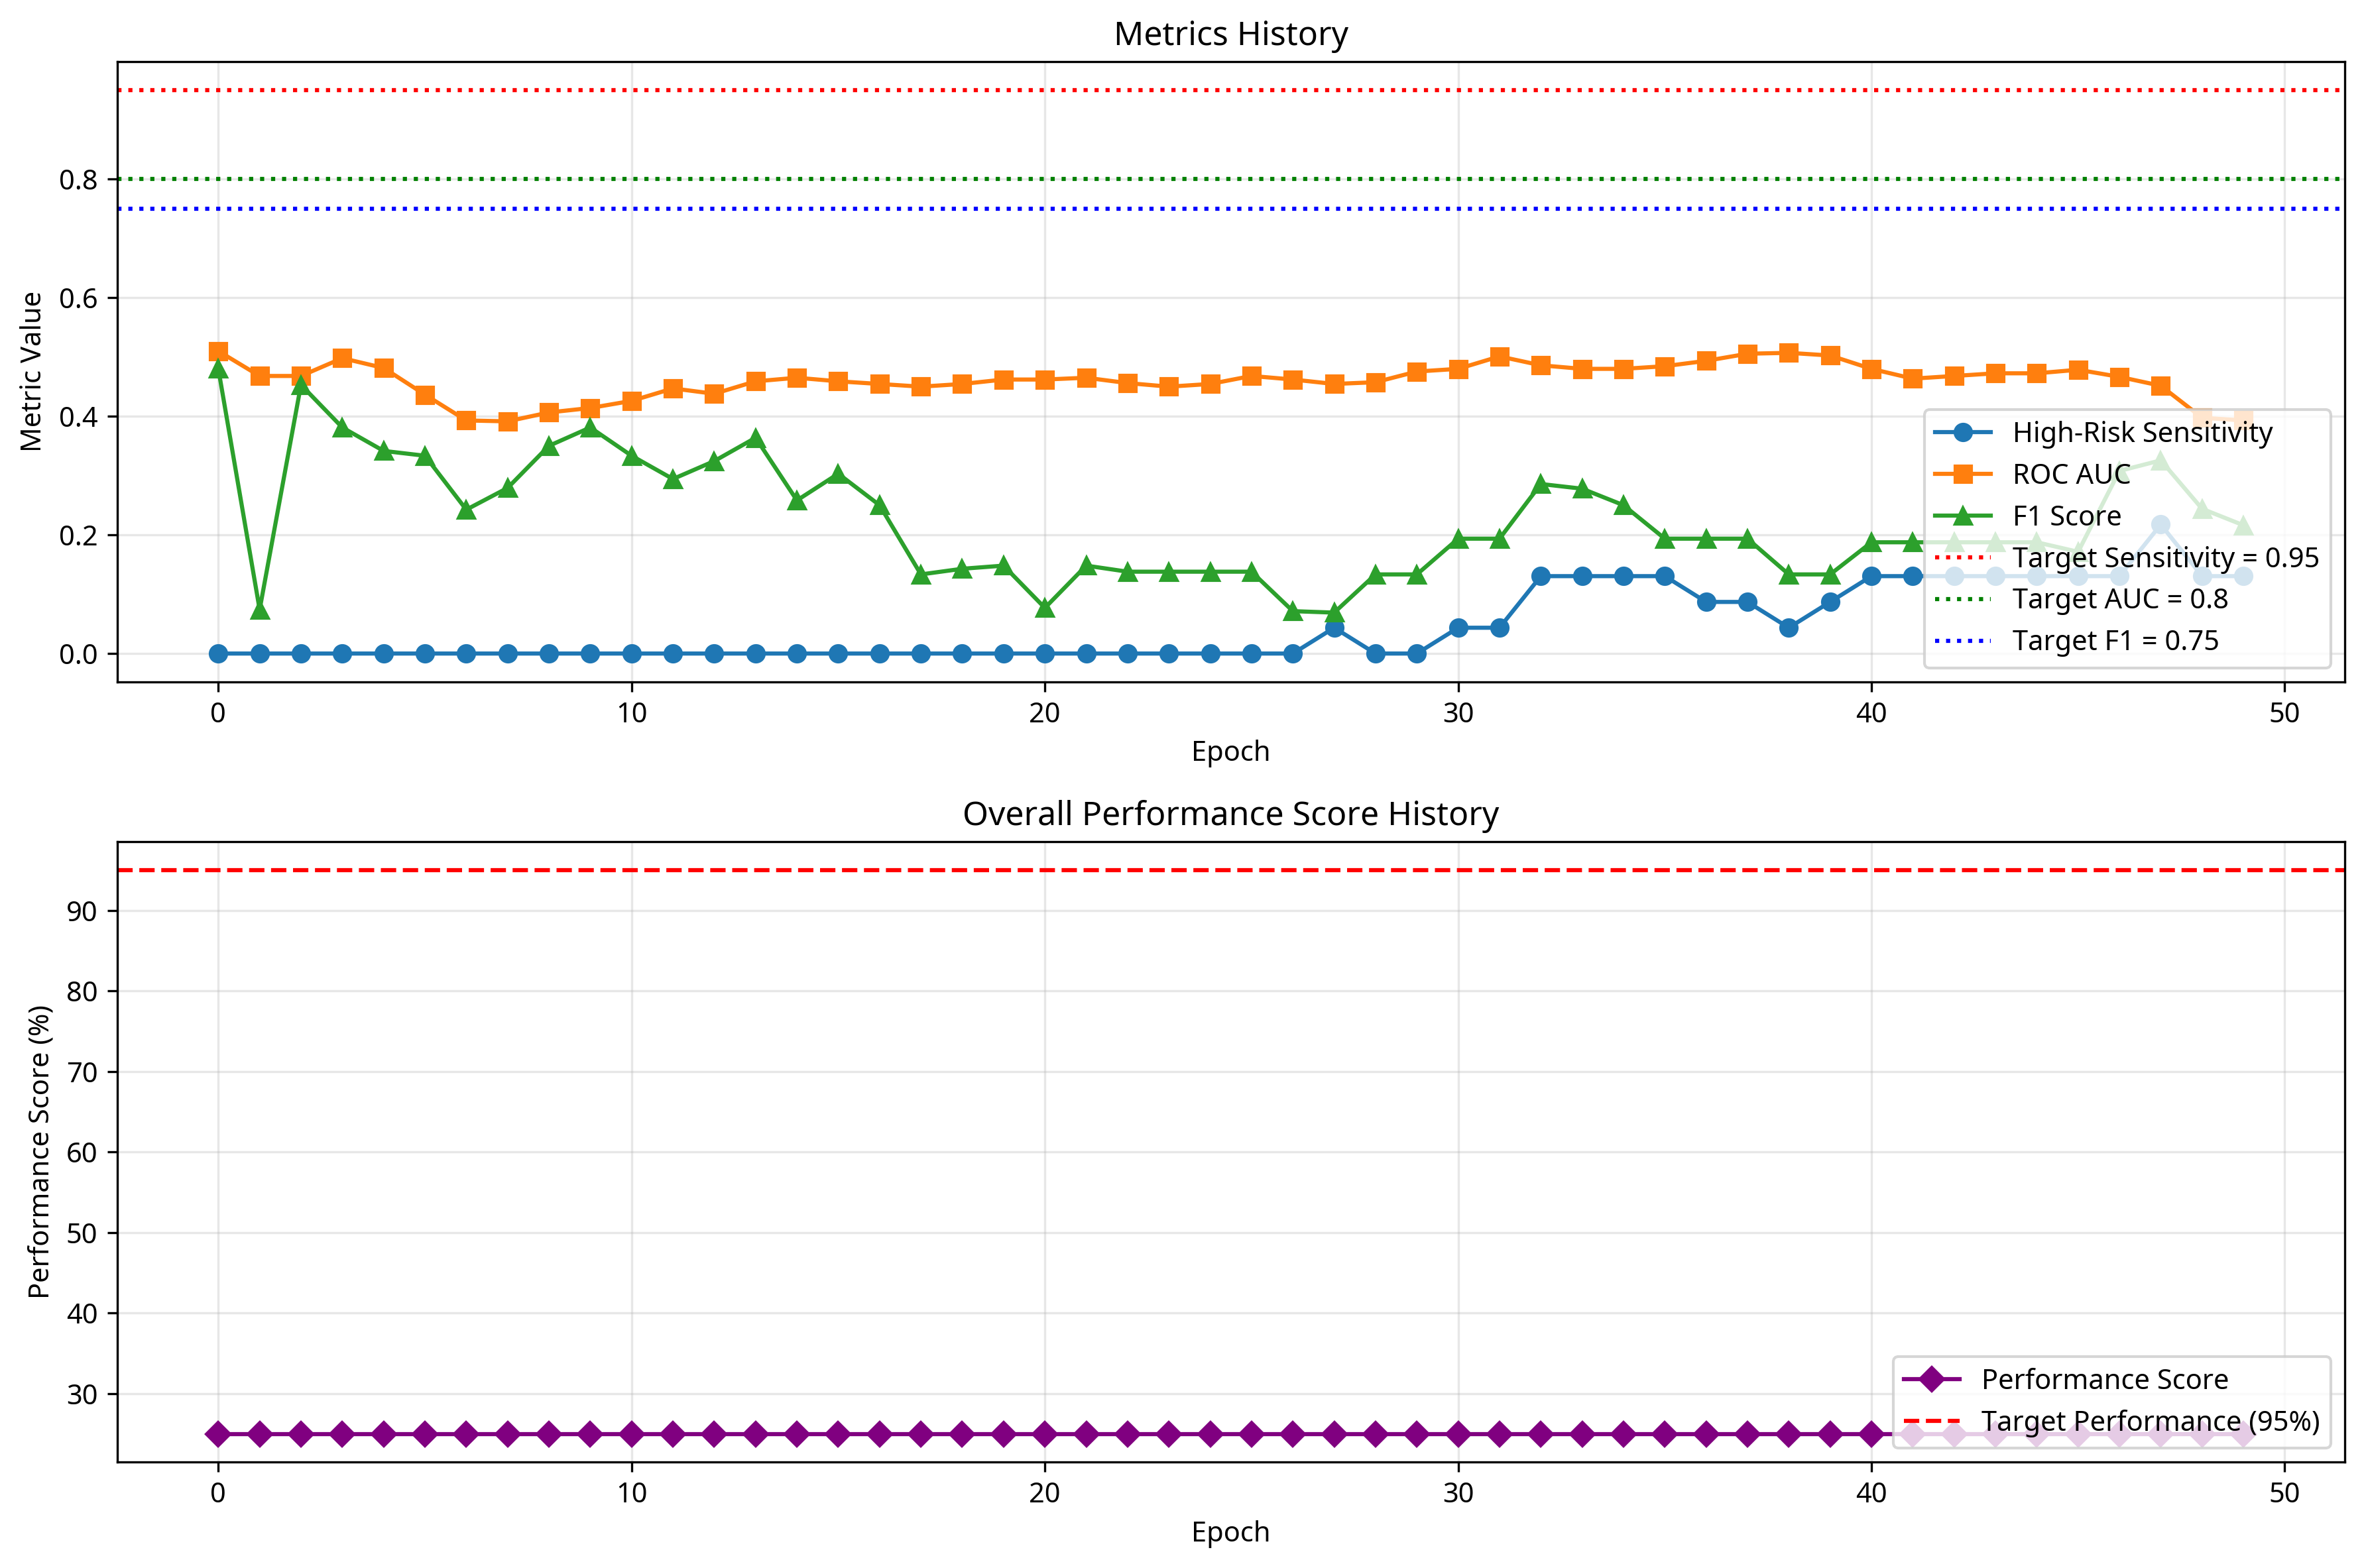 Metrics History
Metric Value
0.8
0.6
0.4
0.2
0.0
High-Risk Sensitivity
ROC AUC
F1 Score
Target Sensitivity = 0.95
Target AUC = 0.8
Target F1 = 0.75
0 10 20 30 40 50
Epoch
Overall Performance Score History
Performance Score (%)
90
80
70
60
50
40
30
Performance Score
Target Performance (95%)
0 10 20 30 40 50
Epoch